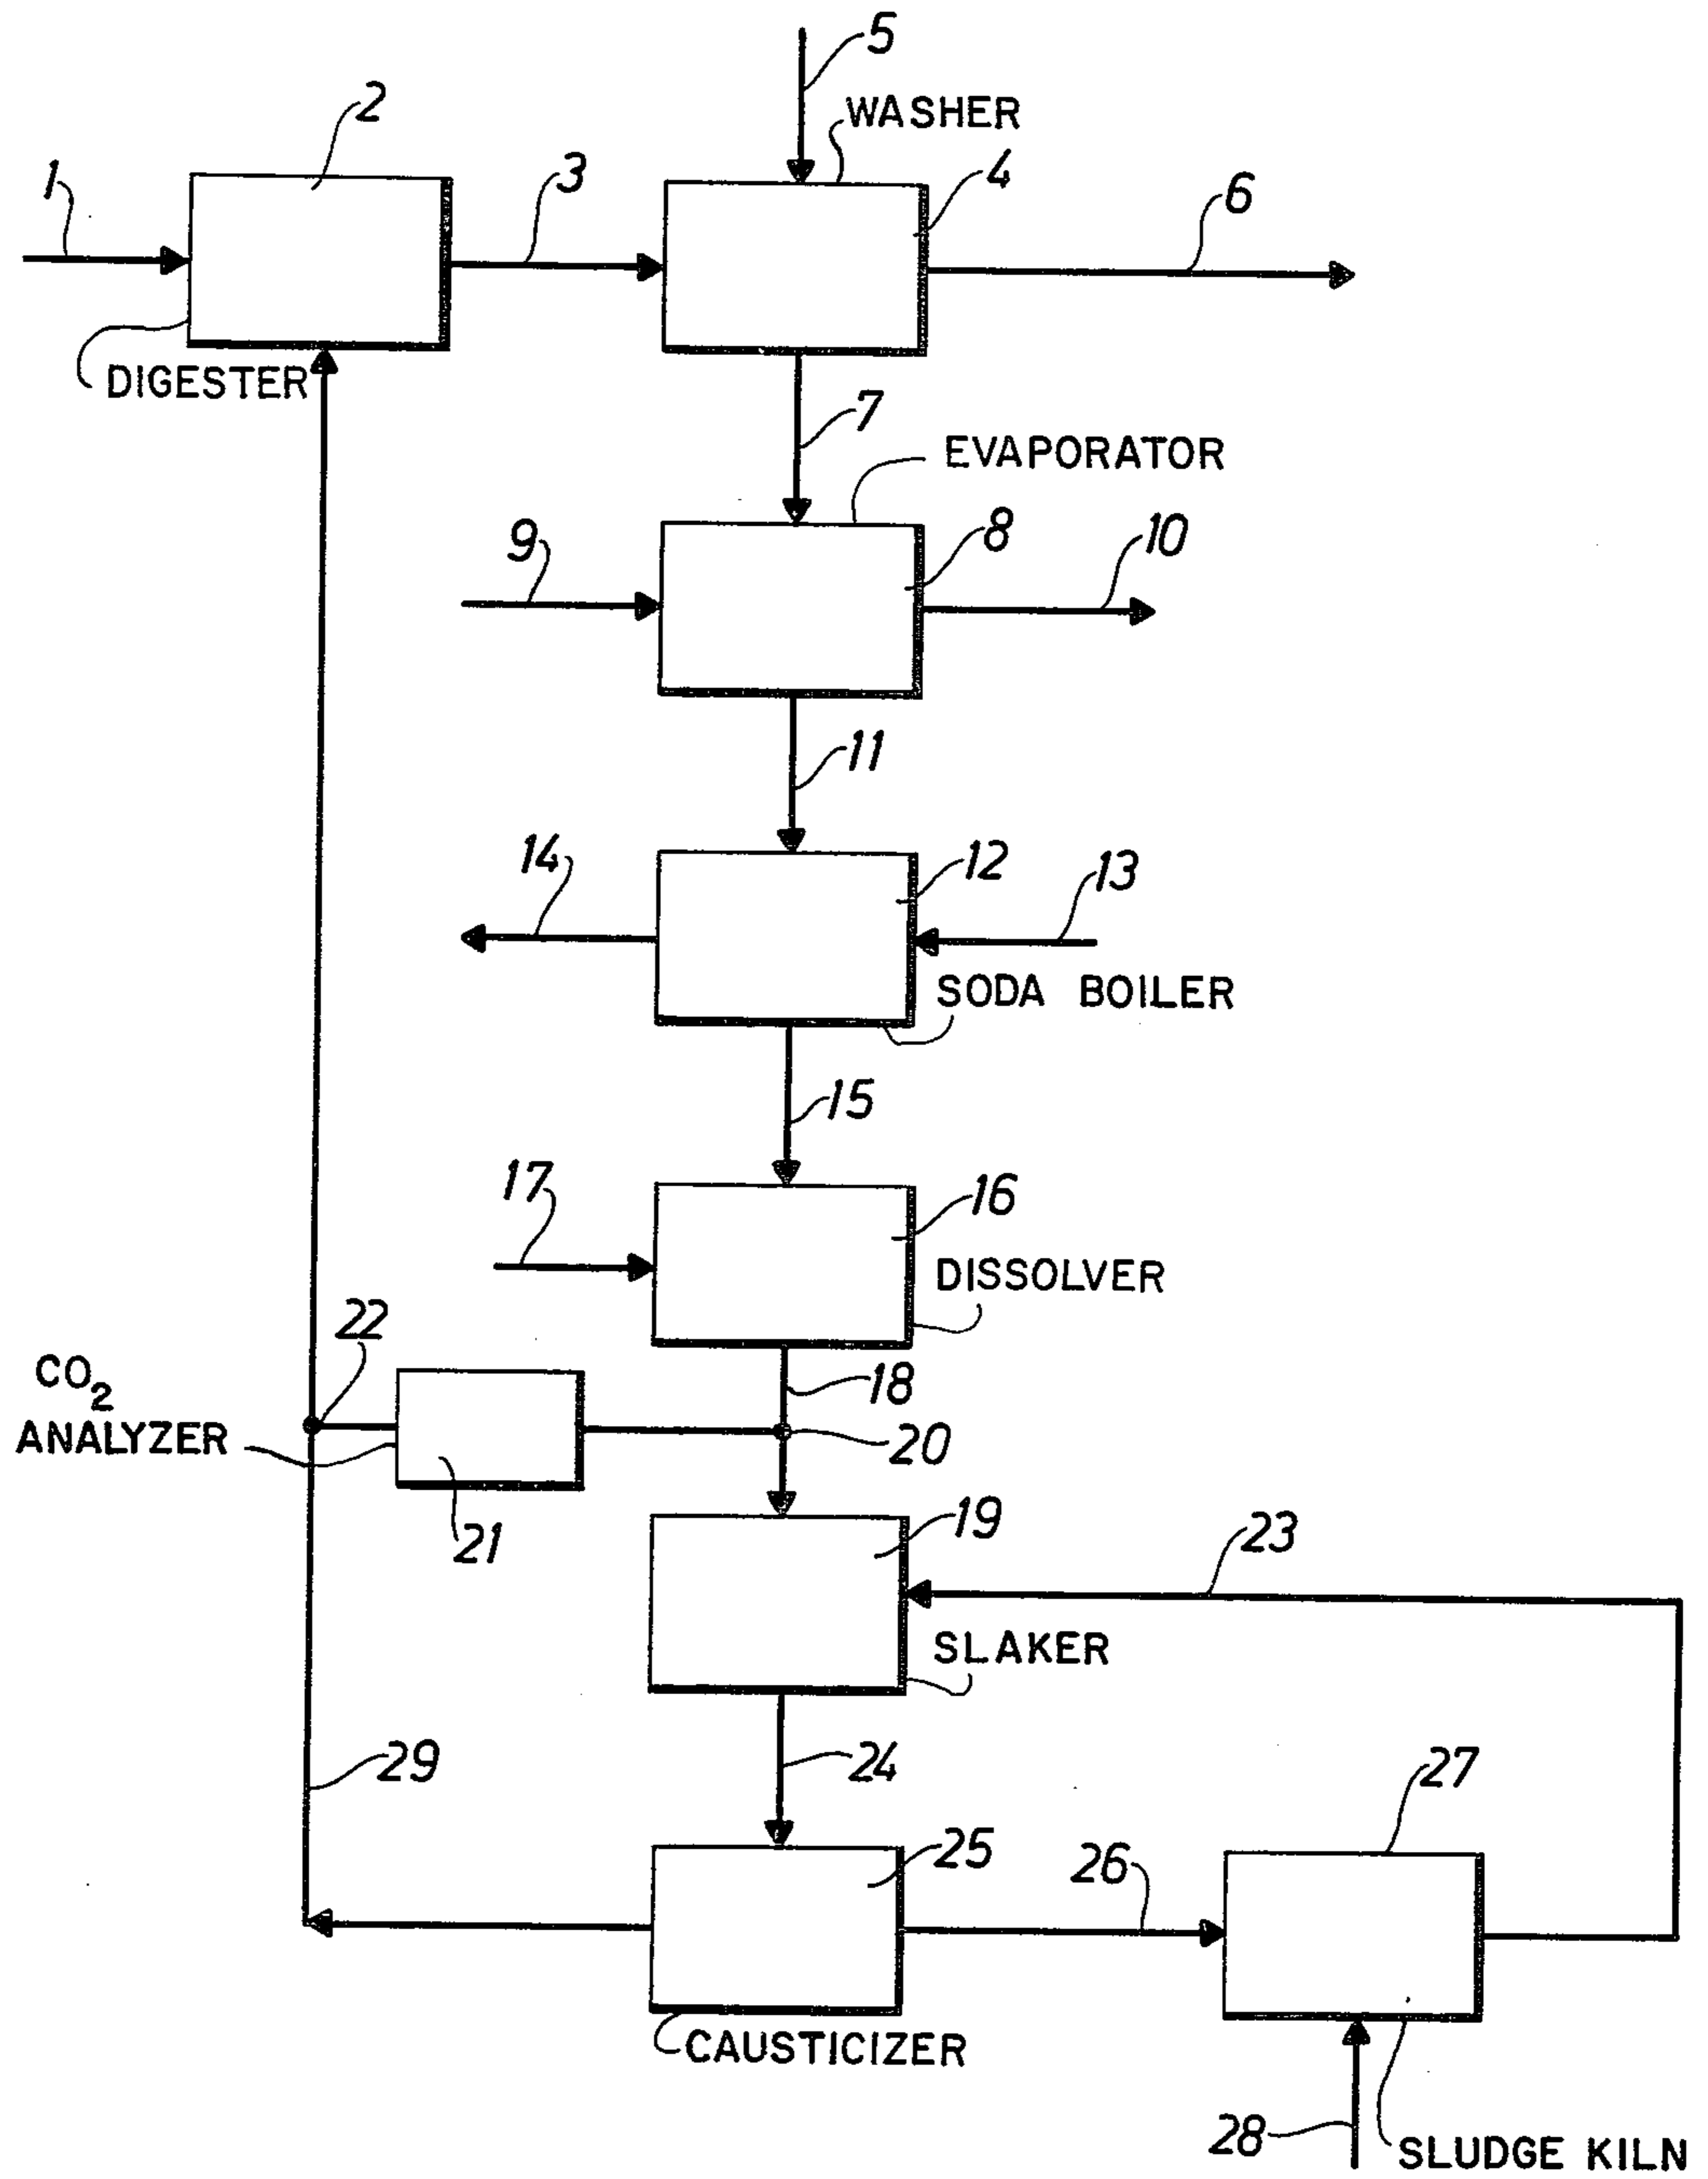 5
WASHER
2
1
3
4
6
DIGESTER
7
EVAPORATOR
9
8
10
11
14
12
13
SODA BOILER
15
17
16
DISSOLVER
22
18
CO2
ANALYZER
20
21
19
23
SLAKER
29
24
27
25
26
CAUSTICIZER
28
SLUDGE KILN